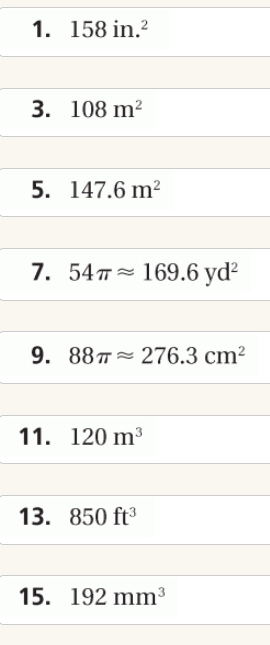 1. 158 in.²
3. 108 m²
5. 147.6 m²
7. 54π ≈ 169.6 yd²
9. 88π ≈ 276.3 cm²
11. 120 m³
13. 850 ft³
15. 192 mm³